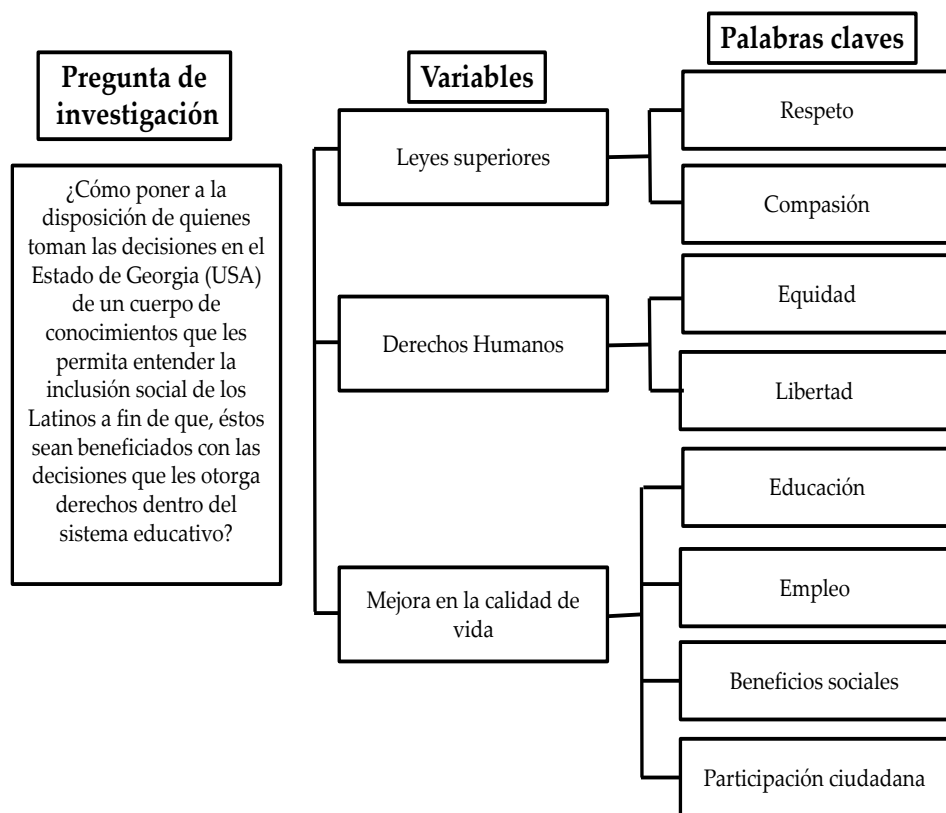 Pregunta de
investigación
¿Cómo poner a la
disposición de quienes
toman las decisiones en el
Estado de Georgia (USA)
de un cuerpo de
conocimientos que les
permita entender la
inclusión social de los
Latinos a fin de que, éstos
sean beneficiados con las
decisiones que les otorga
derechos dentro del
sistema educativo?
Variables
Leyes superiores
Derechos Humanos
Mejora en la calidad de
vida
Palabras claves
Respeto
Compasión
Equidad
Libertad
Educación
Empleo
Beneficios sociales
Participación ciudadana